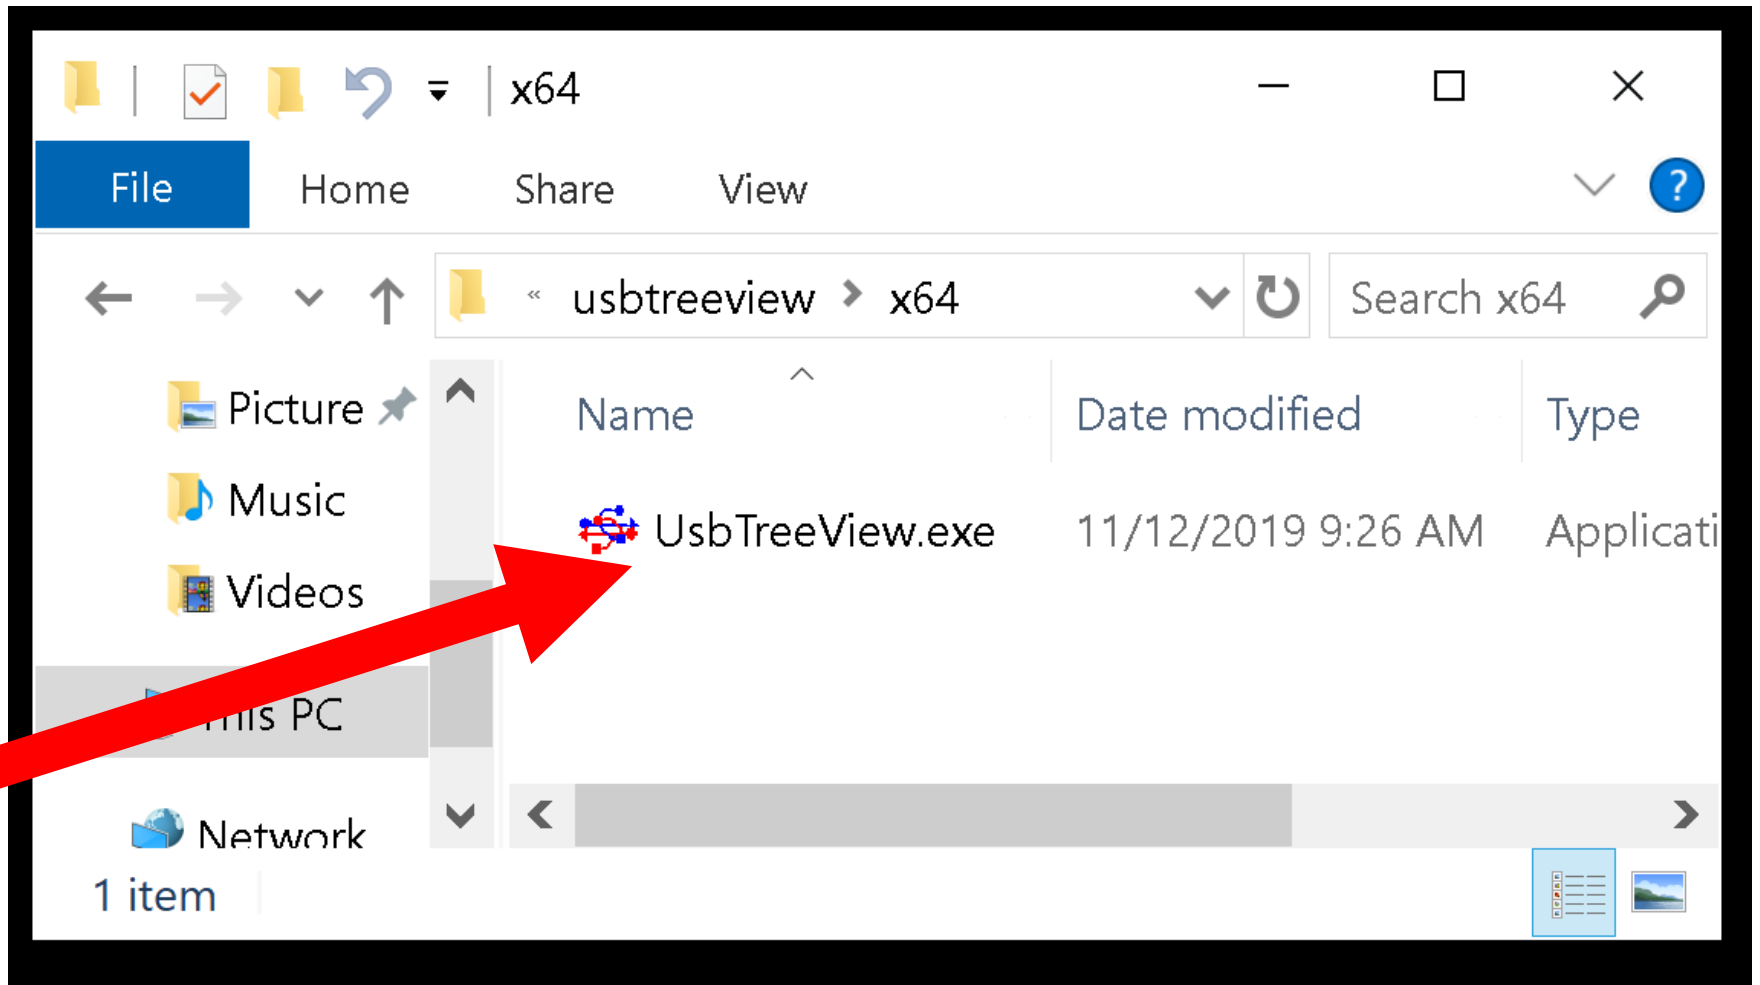 x64
File Home Share View ?
« usbtreeview > x64 Search x64
Name Date modified Type
Picture
Music
UsbTreeView.exe 11/12/2019 9:26 AM Applicati
Videos
PC
Network
1 item